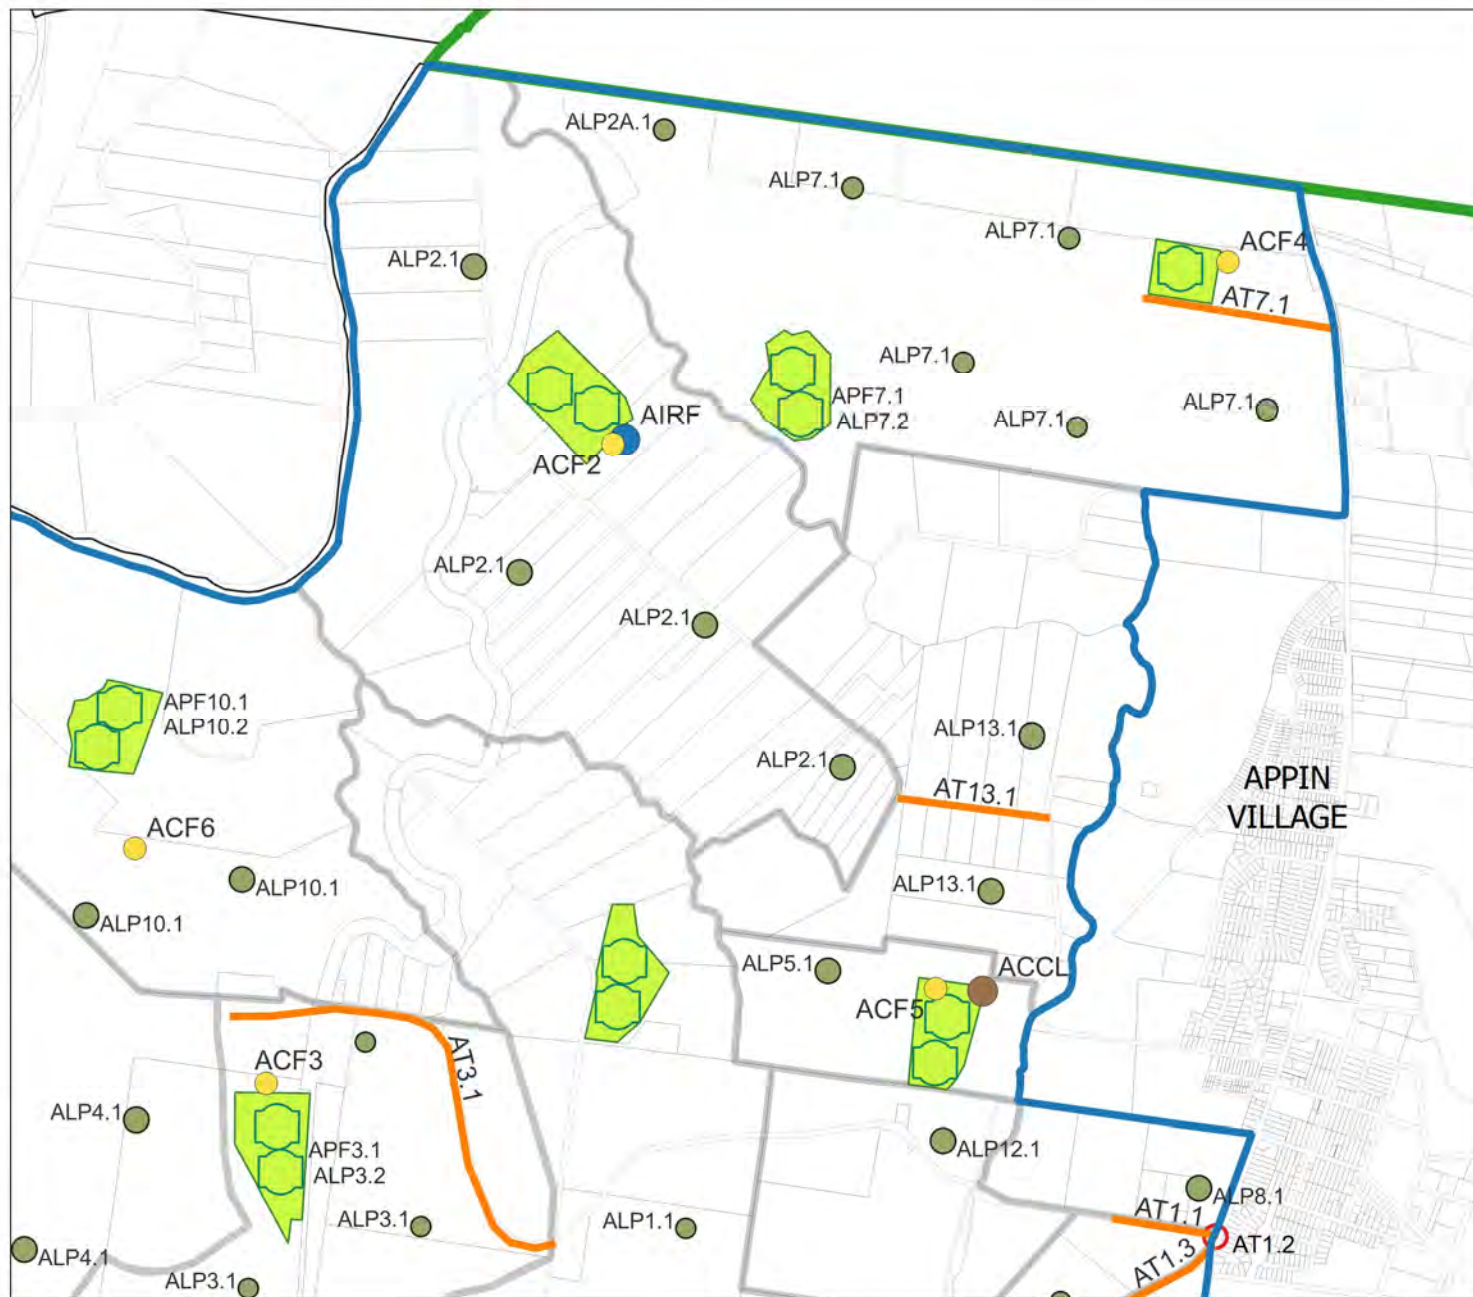 ALP2A.1
ALP7.1
ALP7.1
ACF4
ALP2.1
AT7.1
ALP7.1
APF7.1
ALP7.2
ALP7.1
ALP7.1
AIRF
ACF2
ALP2.1
ALP2.1
APF10.1
ALP10.2
ALP13.1
ALP2.1
AT13.1
APPIN
VILLAGE
ACF6
ALP10.1
ALP10.1
ALP13.1
ALP5.1
ACCL
ACF5
ACF3
AT3.1
ALP4.1
APF3.1
ALP3.2
ALP12.1
ALP3.1
ALP1.1
ALP8.1
AT1.1
AT1.2
AT1.3
ALP4.1
ALP3.1